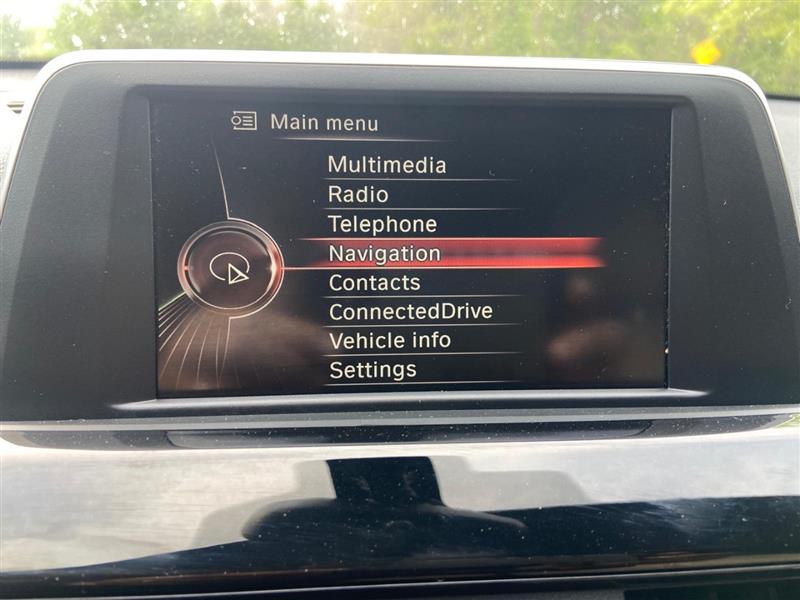 Main menu
Multimedia
Radio
Telephone
Navigation
Contacts
ConnectedDrive
Vehicle info
Settings